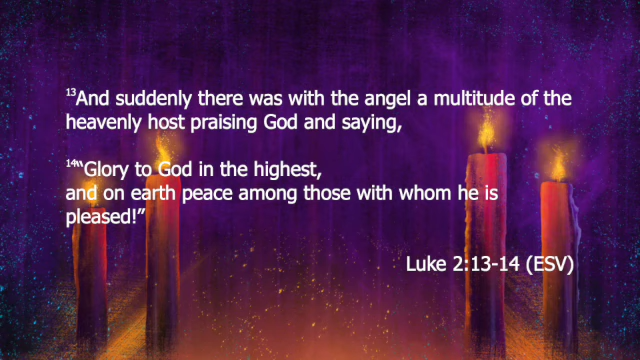 13And suddenly there was with the angel a multitude of the
heavenly host praising God and saying,
14“Glory to God in the highest,
and on earth peace among those with whom he is
pleased!”
Luke 2:13-14 (ESV)